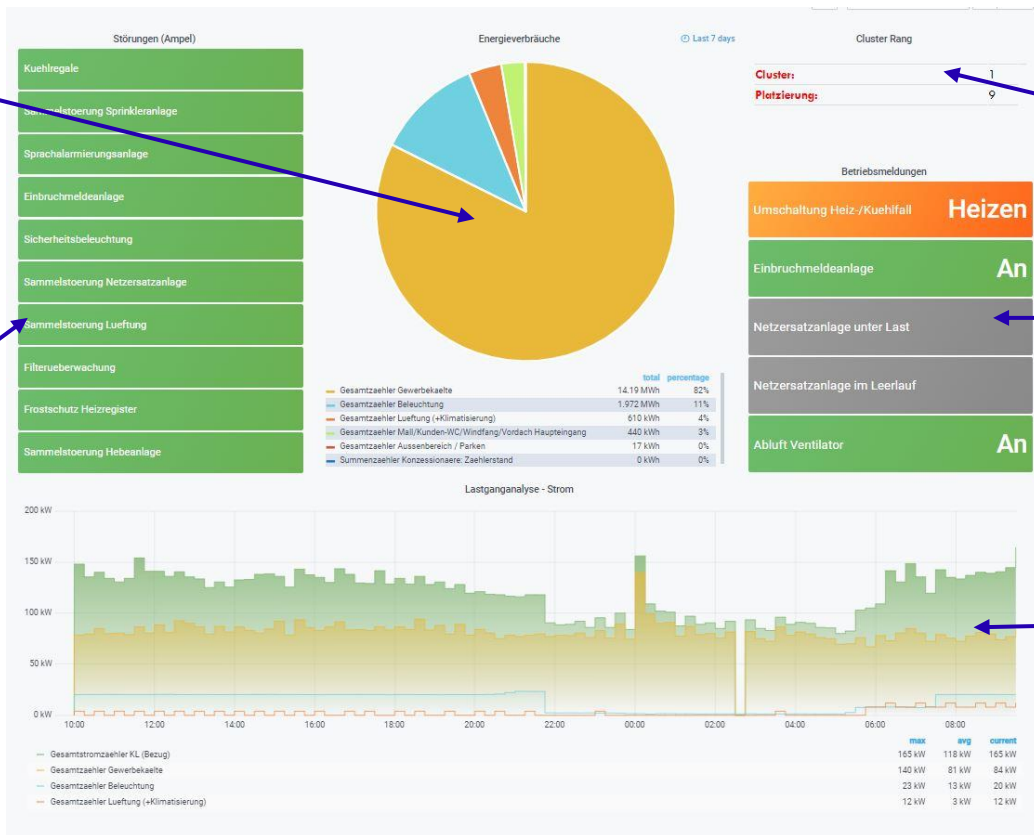 Störungen (Ampel)
Kuehlregale
Sammelstoerung Sprinkleranlage
Sprachalarmierungsanlage
Einbruchmeldeanlage
Sicherheitsbeleuchtung
Sammelstoerung Netzersatzanlage
Sammelstoerung Lueftung
Filterueberwachung
Frostschutz Heizregister
Sammelstoerung Hebeanlage
Energieverbräuche
Last 7 days
total percentage
Gesamtzaehler Gewerbekaelte 14.19 MWh 82%
Gesamtzaehler Beleuchtung 1.972 MWh 11%
Gesamtzaehler Lueftung (+Klimatisierung) 610 kWh 4%
Gesamtzaehler Mall/Kunden-WC/Windfang/Vordach Haupteingang 440 kWh 3%
Gesamtzaehler Aussenbereich / Parken 17 kWh 0%
Summenzaehler Konzessionaere: Zaehlerstand 0 kWh 0%
Cluster Rang
Cluster: 1
Platzierung: 9
Betriebsmeldungen
Umschaltung Heiz-/Kuehlfall Heizen
Einbruchmeldeanlage An
Netzersatzanlage unter Last
Netzersatzanlage im Leerlauf
Abluft Ventilator An
Lastganganalyse - Strom
200 kW
150 kW
100 kW
50 kW
0 kW
10:00 12:00 14:00 16:00 18:00 20:00 22:00 00:00 02:00 04:00 06:00 08:00
max avg current
Gesamtstromzaehler KL (Bezug) 165 kW 118 kW 165 kW
Gesamtzaehler Gewerbekaelte 140 kW 81 kW 84 kW
Gesamtzaehler Beleuchtung 23 kW 13 kW 20 kW
Gesamtzaehler Lueftung (+Klimatisierung) 12 kW 3 kW 12 kW